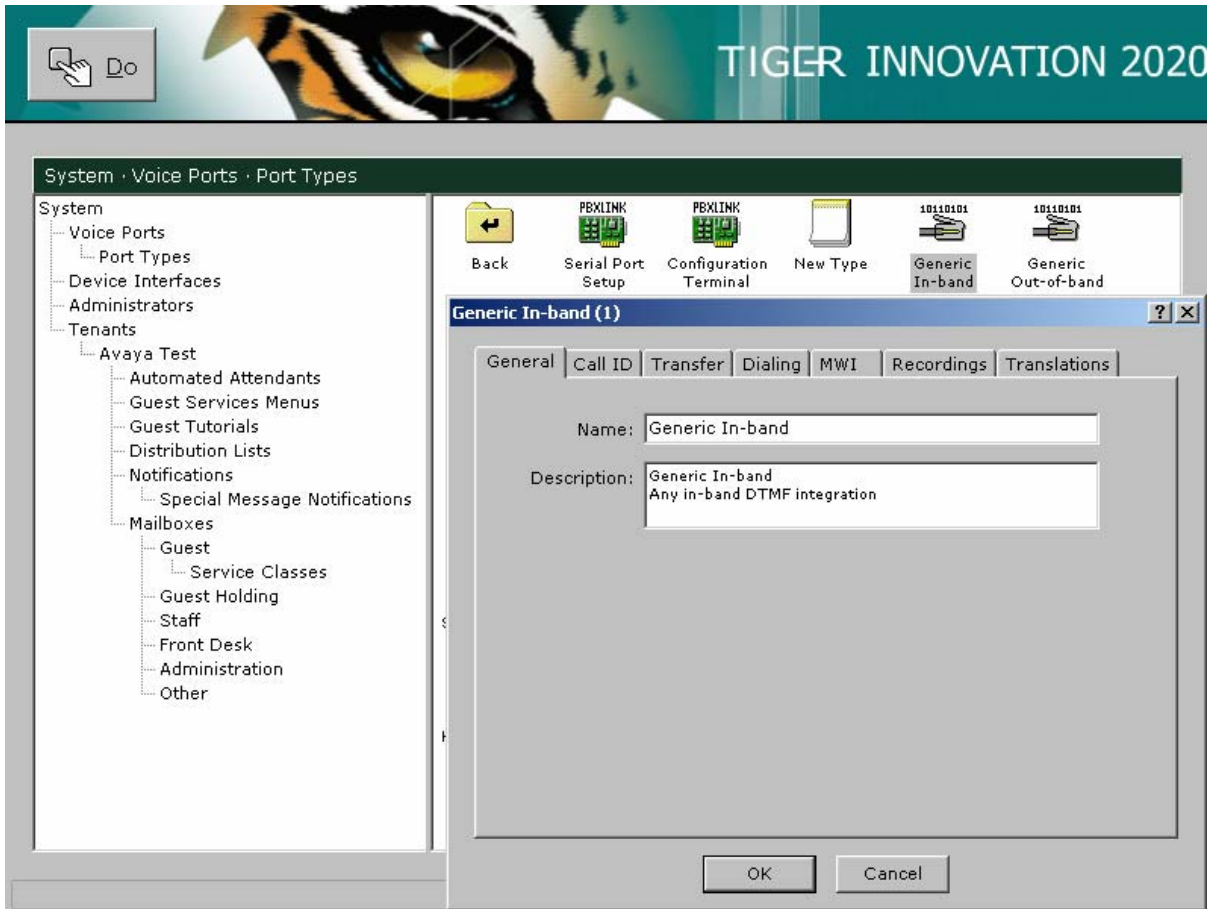 Do
TIGER INNOVATION 2020
System · Voice Ports · Port Types
System
Voice Ports
Port Types
Device Interfaces
Administrators
Tenants
Avaya Test
Automated Attendants
Guest Services Menus
Guest Tutorials
Distribution Lists
Notifications
Special Message Notifications
Mailboxes
Guest
Service Classes
Guest Holding
Staff
Front Desk
Administration
Other
Back
PBXLINK
Serial Port
Setup
PBXLINK
Configuration
Terminal
New Type
10110101
Generic
In-band
10110101
Generic
Out-of-band
Generic In-band (1)
General
Call ID
Transfer
Dialing
MWI
Recordings
Translations
Name:
Generic In-band
Description:
Generic In-band
Any in-band DTMF integration
OK
Cancel